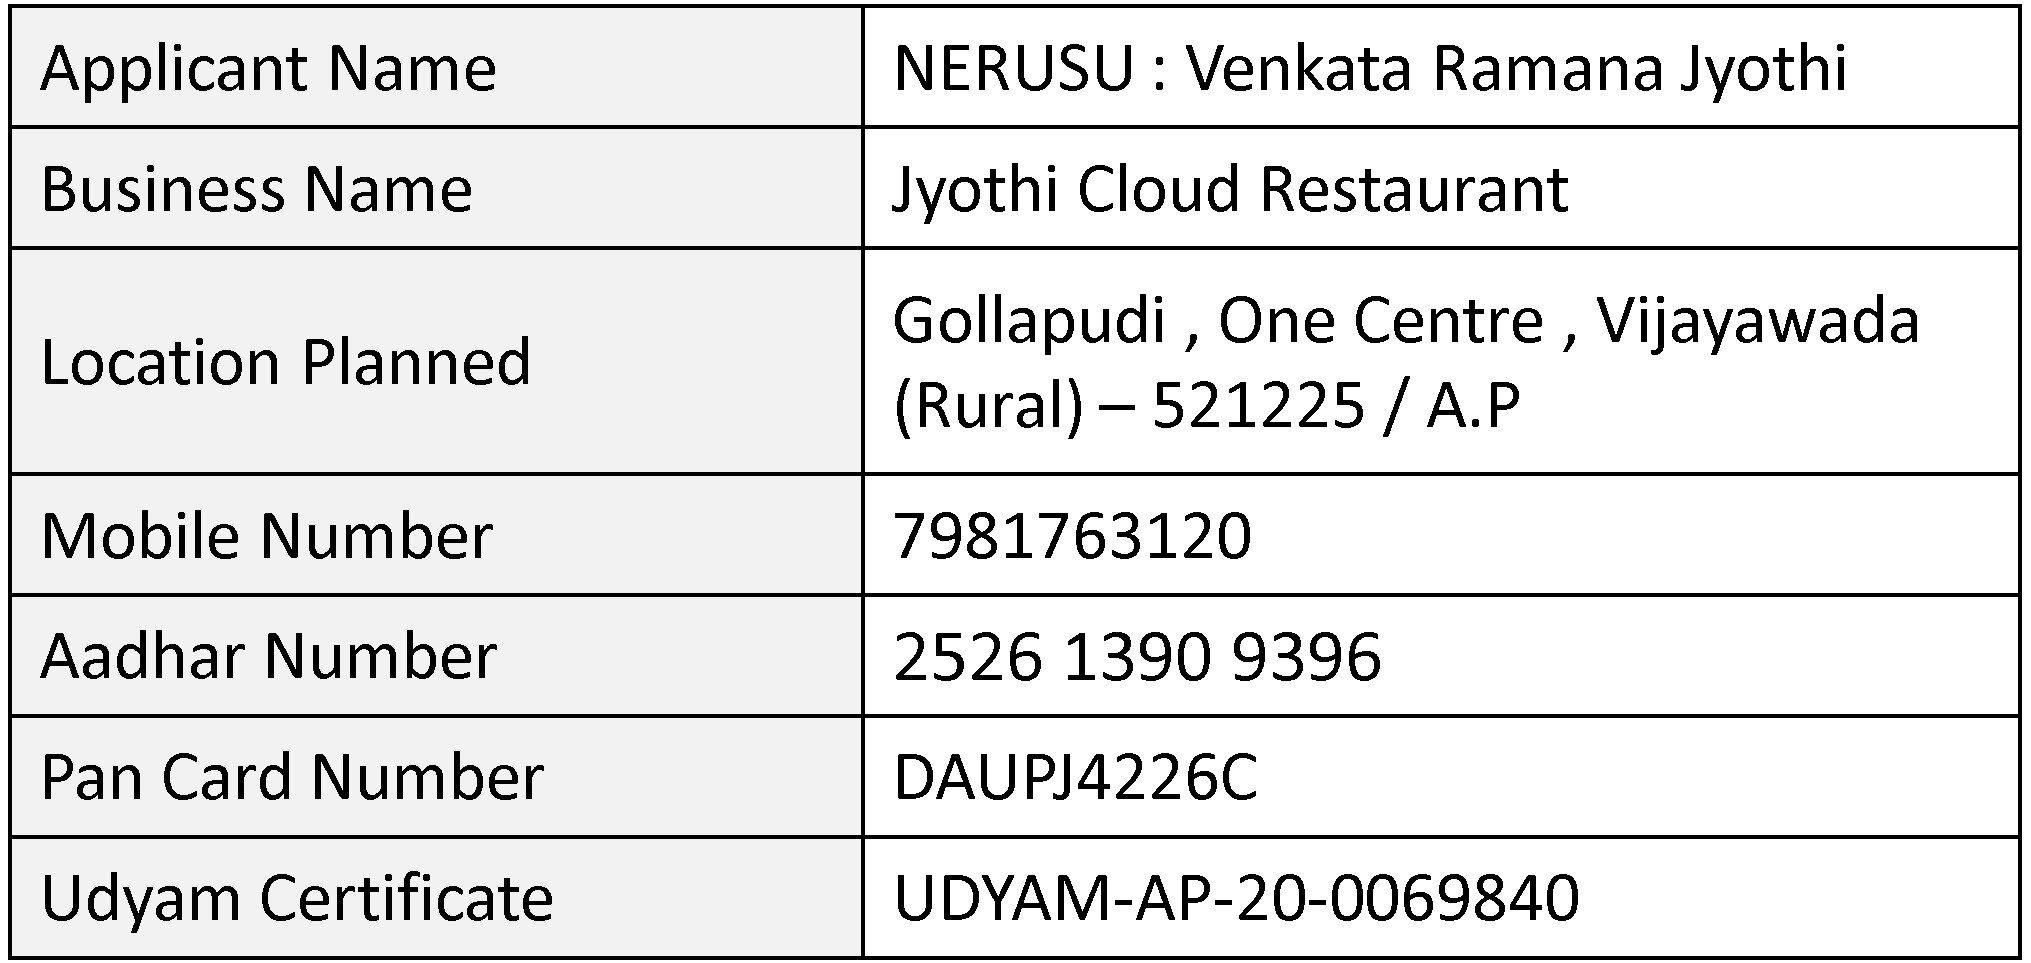 Applicant Name
NERUSU : Venkata Ramana Jyothi
Business Name
Jyothi Cloud Restaurant
Location Planned
Gollapudi , One Centre , Vijayawada
(Rural) – 521225 / A.P
Mobile Number
7981763120
Aadhar Number
2526 1390 9396
Pan Card Number
DAUPJ4226C
Udyam Certificate
UDYAM-AP-20-0069840